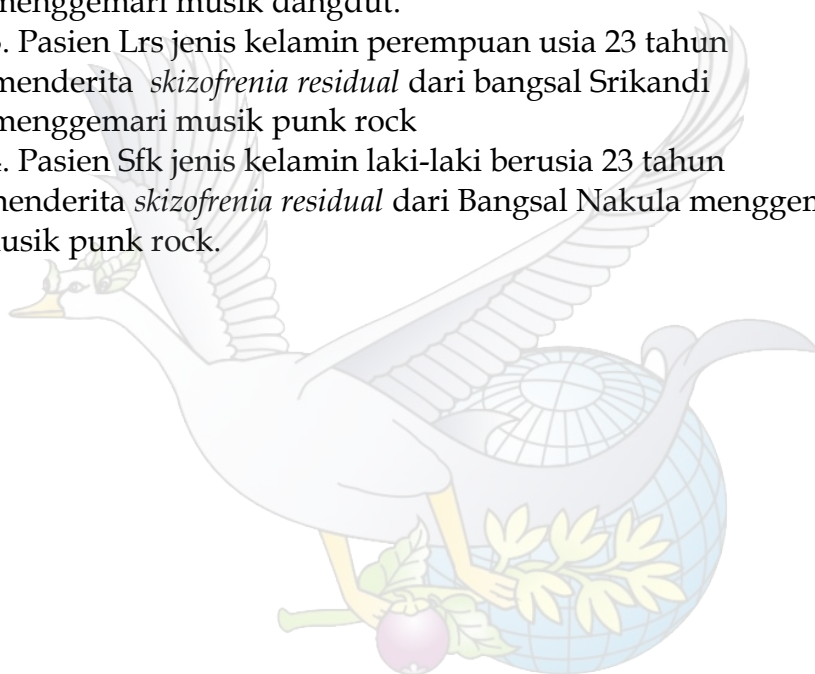 menggemari musik dangdut.
. Pasien Lrs jenis kelamin perempuan usia 23 tahun
menderita skizofrenia residual dari bangsal Srikandi
menggemari musik punk rock
. Pasien Sfk jenis kelamin laki-laki berusia 23 tahun
menderita skizofrenia residual dari Bangsal Nakula
musik punk rock.